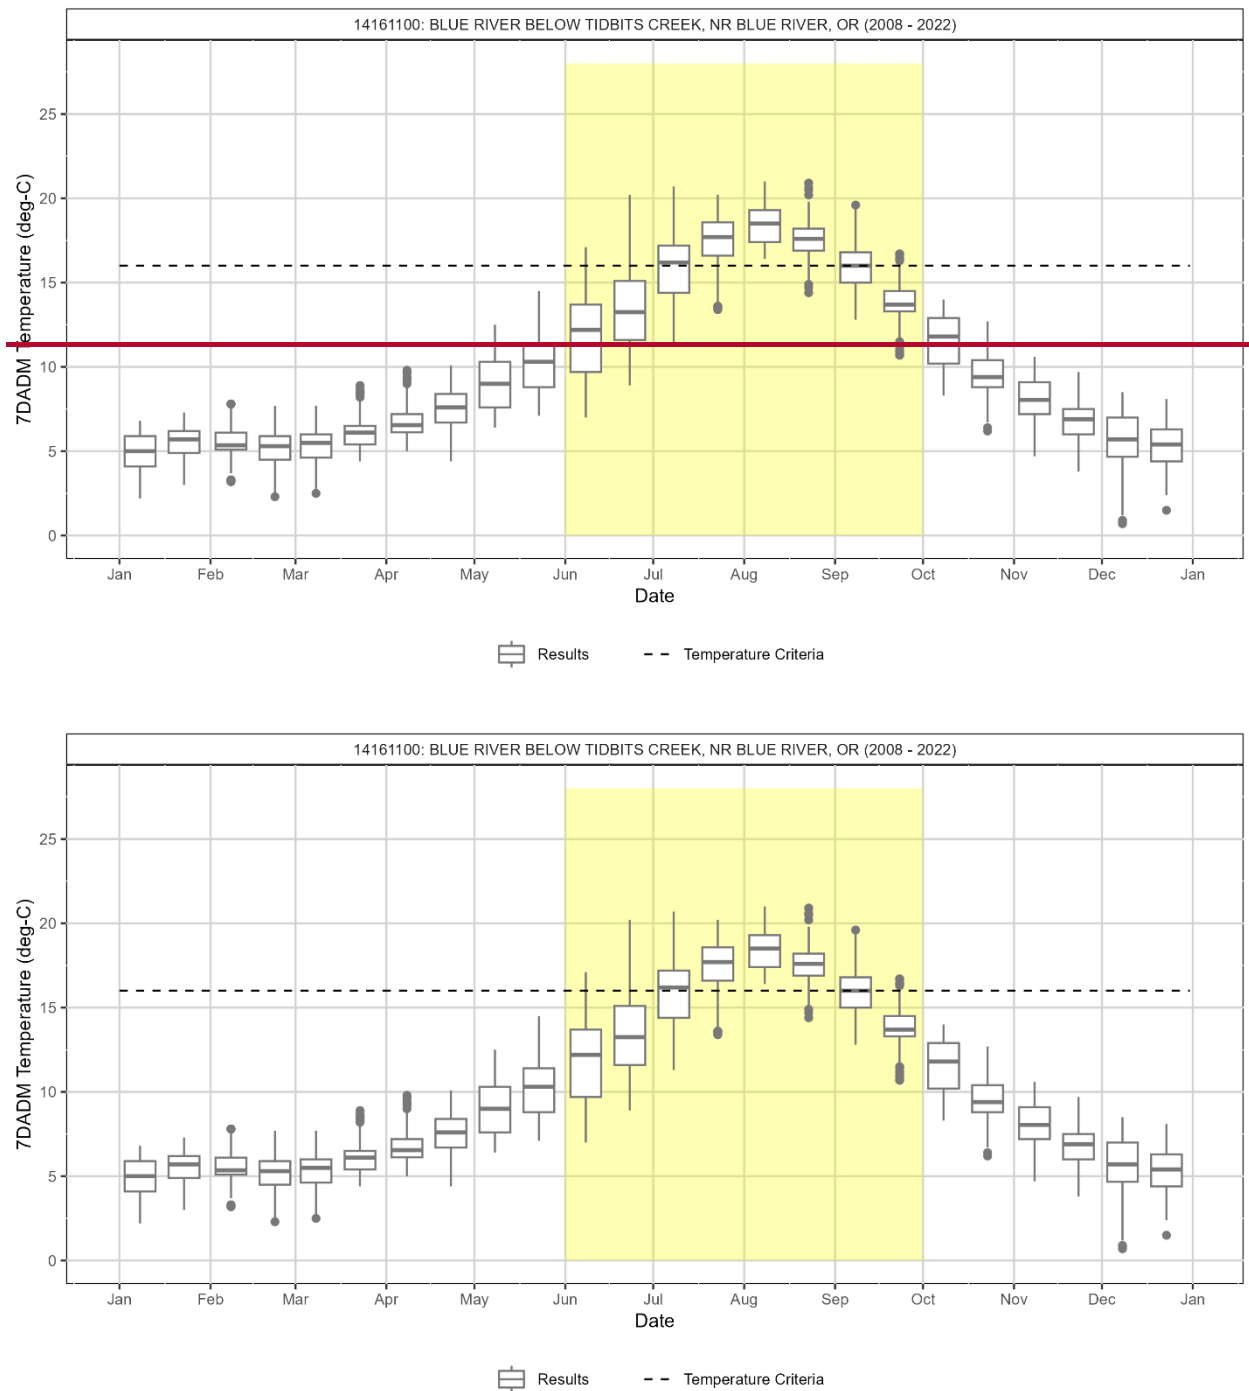 14161100: BLUE RIVER BELOW TIDBITS CREEK, NR BLUE RIVER, OR (2008 - 2022)
25
20
15
10
5
0
7DADM Temperature (deg-C)
Jan Feb Mar Apr May Jun Jul Aug Sep Oct Nov Dec Jan
Date
Results Temperature Criteria
14161100: BLUE RIVER BELOW TIDBITS CREEK, NR BLUE RIVER, OR (2008 - 2022)
25
20
15
10
5
0
7DADM Temperature (deg-C)
Jan Feb Mar Apr May Jun Jul Aug Sep Oct Nov Dec Jan
Date
Results Temperature Criteria